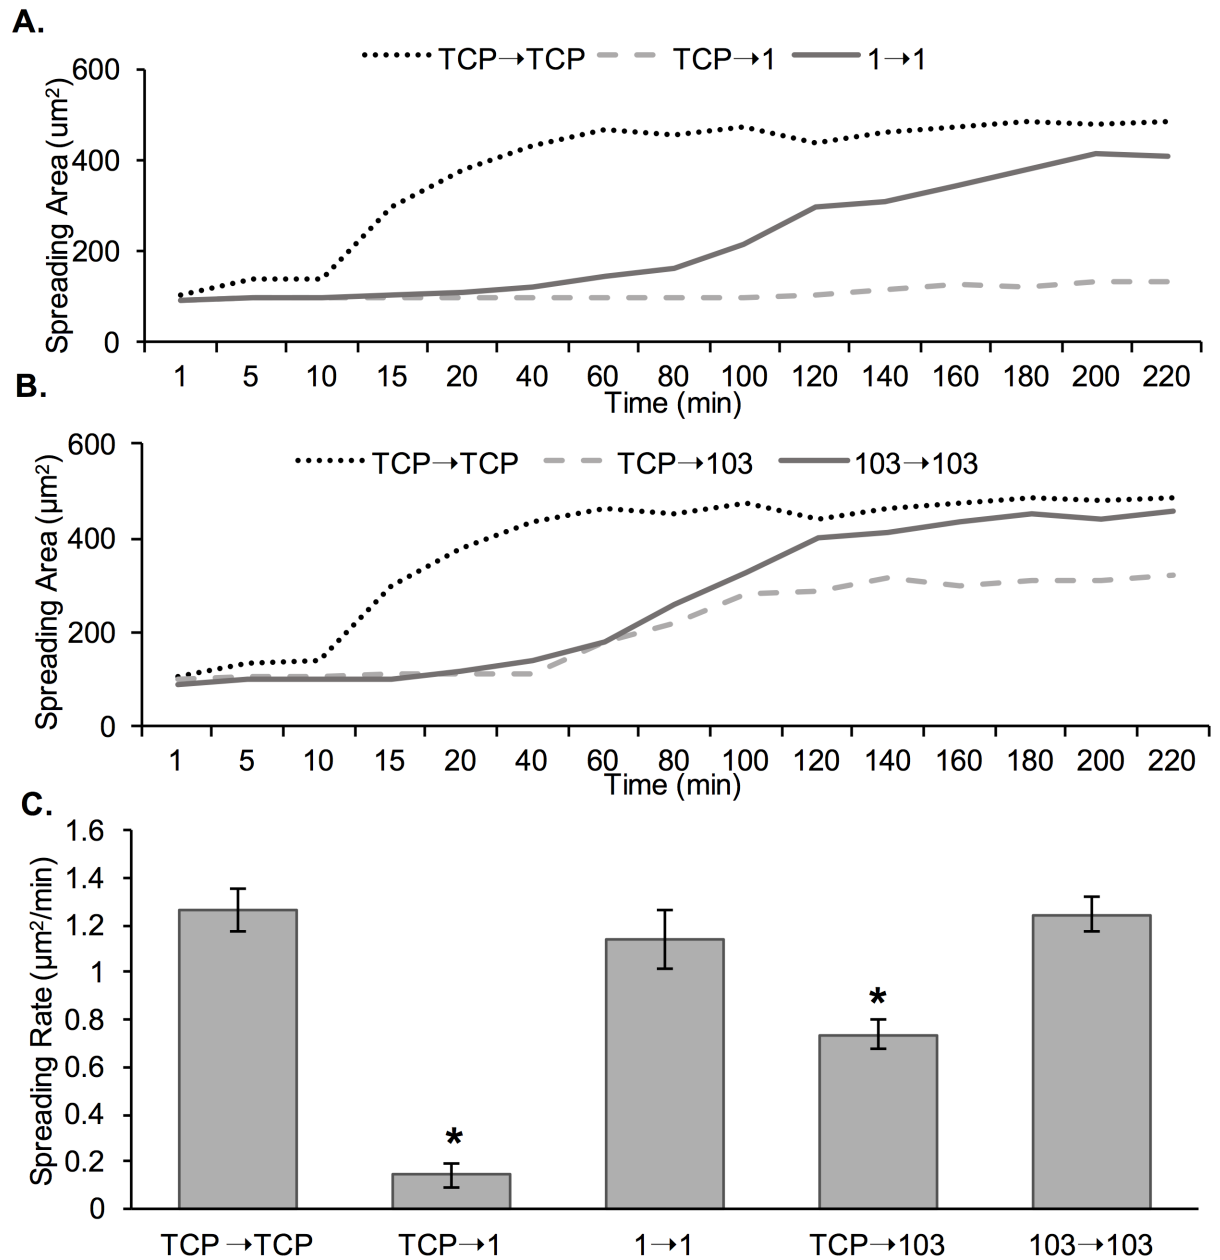 A.
TCP→TCP TCP→1 1→1
Spreading Area (um²)
600
400
200
0
1 5 10 15 20 40 60 80 100 120 140 160 180 200 220
Time (min)
B.
TCP→TCP TCP→103 103→103
Spreading Area (µm²)
600
400
200
0
1 5 10 15 20 40 60 80 100 120 140 160 180 200 220
Time (min)
C.
Spreading Rate (µm²/min)
1.6
1.4
1.2
1
0.8
0.6
0.4
0.2
0
*
*
TCP→TCP TCP→1 1→1 TCP→103 103→103